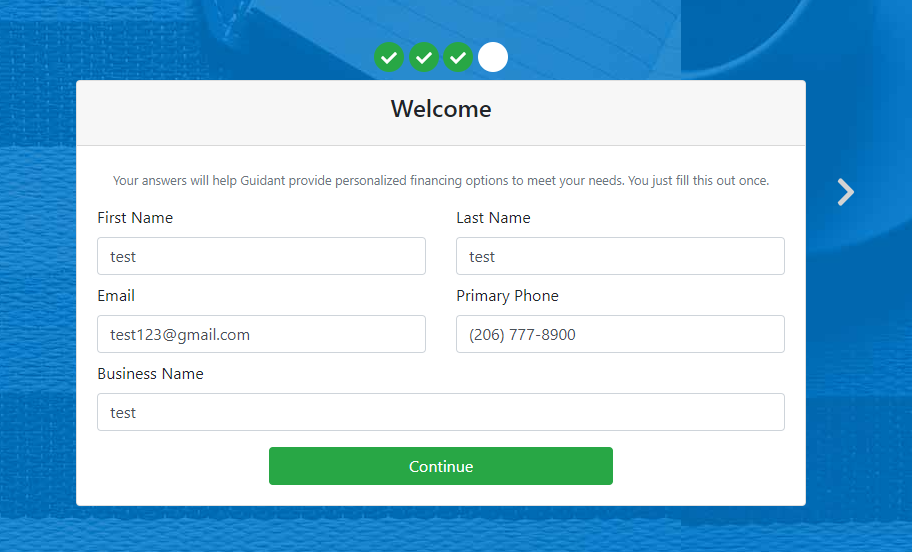 Welcome
Your answers will help Guidant provide personalized financing options to meet your needs. You just fill this out once.
First Name
Last Name
test
test
Email
Primary Phone
test123@gmail.com
(206) 777-8900
Business Name
test
Continue